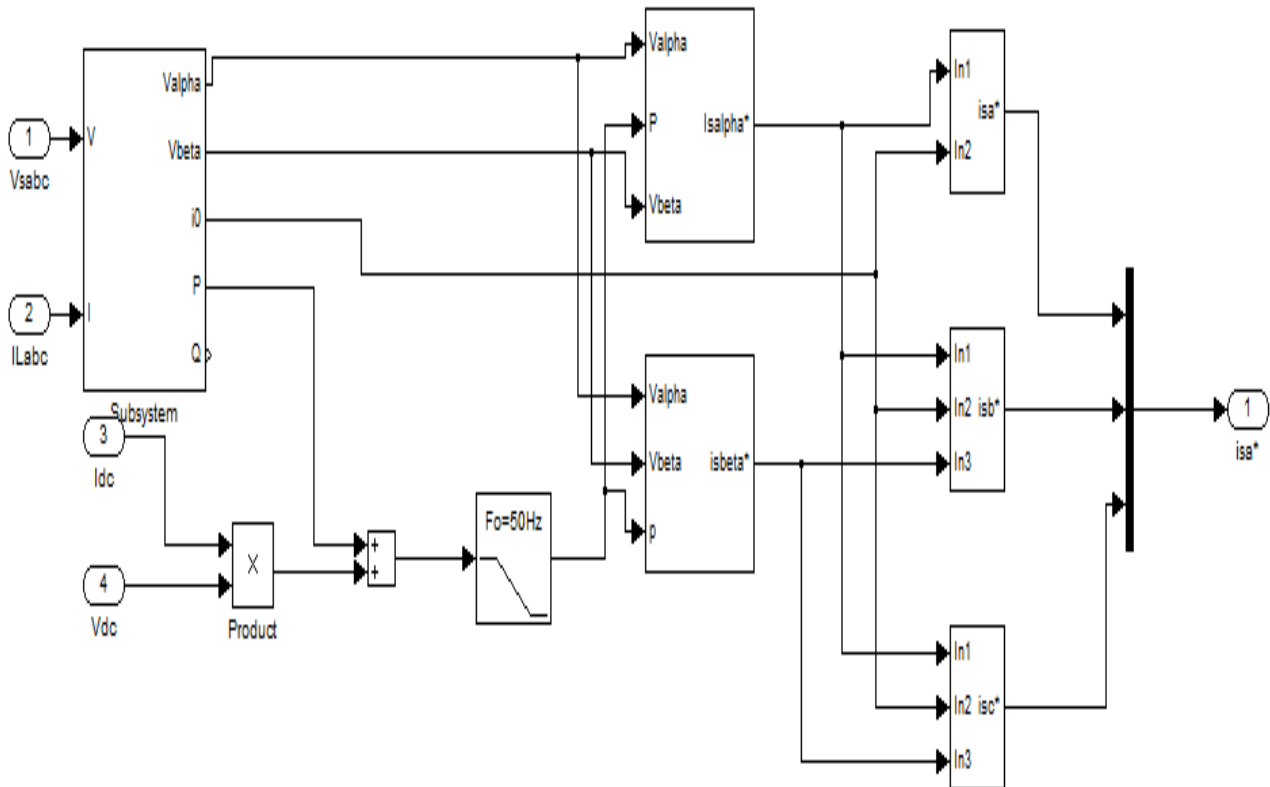 1
Vsabc
2
ILabc
V
I
Valpha
Vbeta
i0
P
Q
Subsystem
3
Idc
4
Vdc
X
Product
+
+
Fo=50Hz
Valpha
P
Vbeta
Isalpha*
Valpha
Vbeta
p
isbeta*
In1
In2
isa*
In1
In2 isb*
In3
In1
In2 isc*
In3
1
isa*